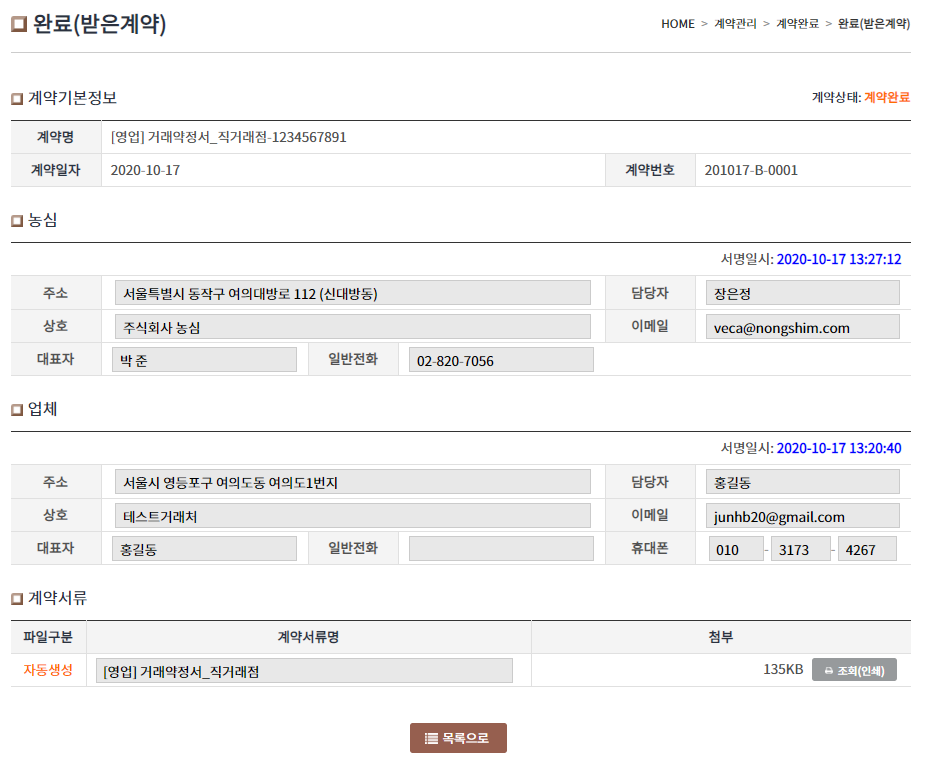 완료(받은계약)
HOME > 계약관리 > 계약완료 > 완료(받은계약)
계약기본정보
계약상태: 계약완료
계약명 [영업] 거래약정서_직거래점-1234567891
계약일자 2020-10-17 계약번호 201017-B-0001
농심
서명일시: 2020-10-17 13:27:12
주소 서울특별시 동작구 여의대방로 112 (신대방동) 담당자 장은정
상호 주식회사 농심 이메일 veca@nongshim.com
대표자 박 준 일반전화 02-820-7056
업체
서명일시: 2020-10-17 13:20:40
주소 서울시 영등포구 여의도동 여의도1번지 담당자 홍길동
상호 테스트거래처 이메일 junhb20@gmail.com
대표자 홍길동 일반전화 휴대폰 010 - 3173 - 4267
계약서류
파일구분 계약서류명 첨부
자동생성 [영업] 거래약정서_직거래점 135KB 조회(인쇄)
목록으로